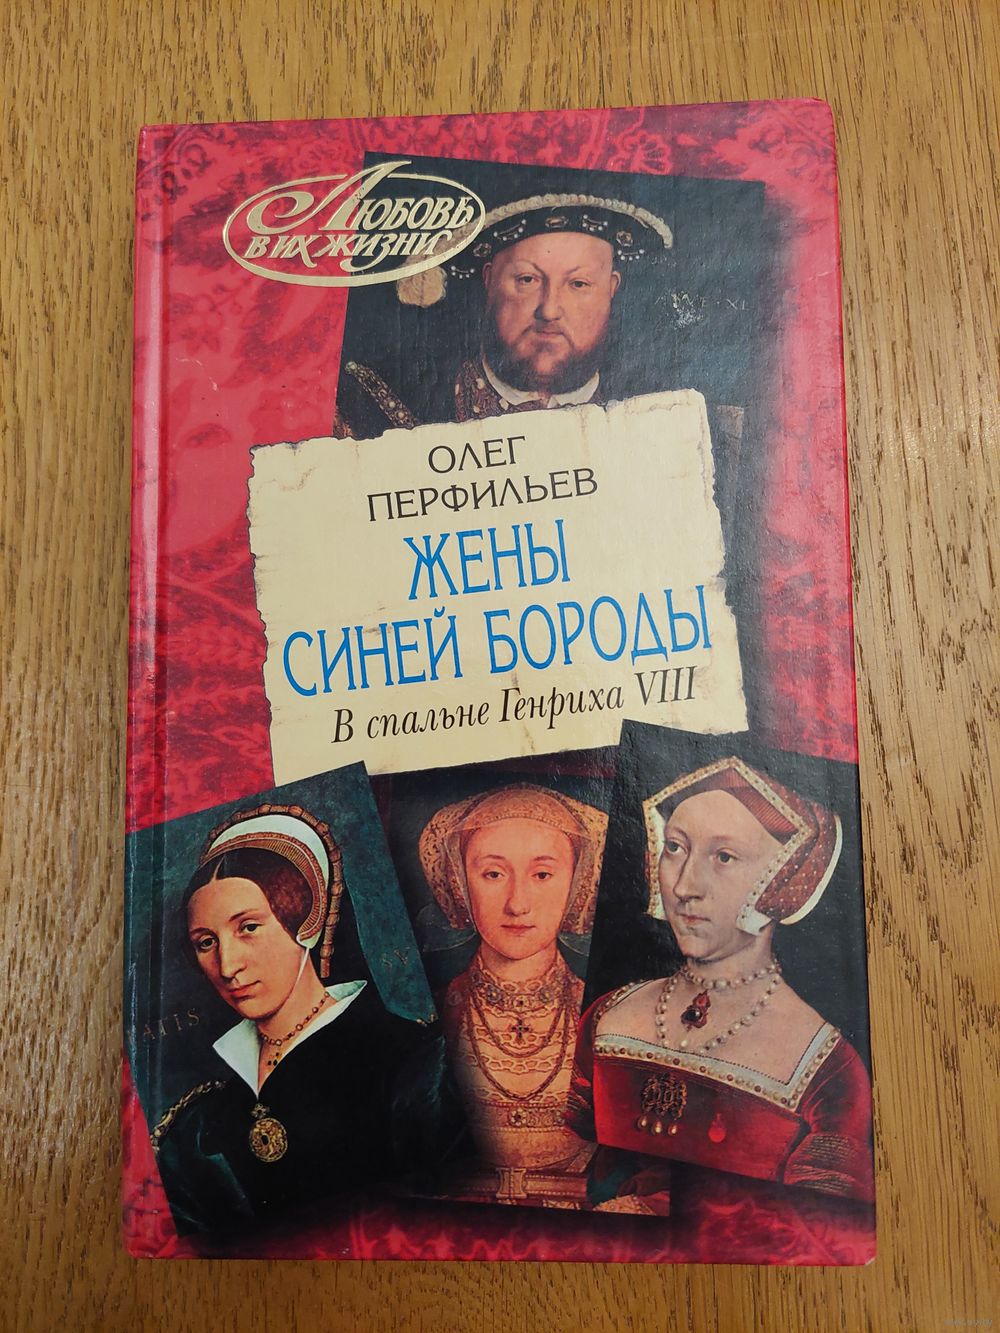 ЛЮБОВЬ
В ИХ ЖИЗНИ
ОЛЕГ
ПЕРФИЛЬЕВ
ЖЕНЫ
СИНЕЙ БОРОДЫ
В спальне Генриха VIII